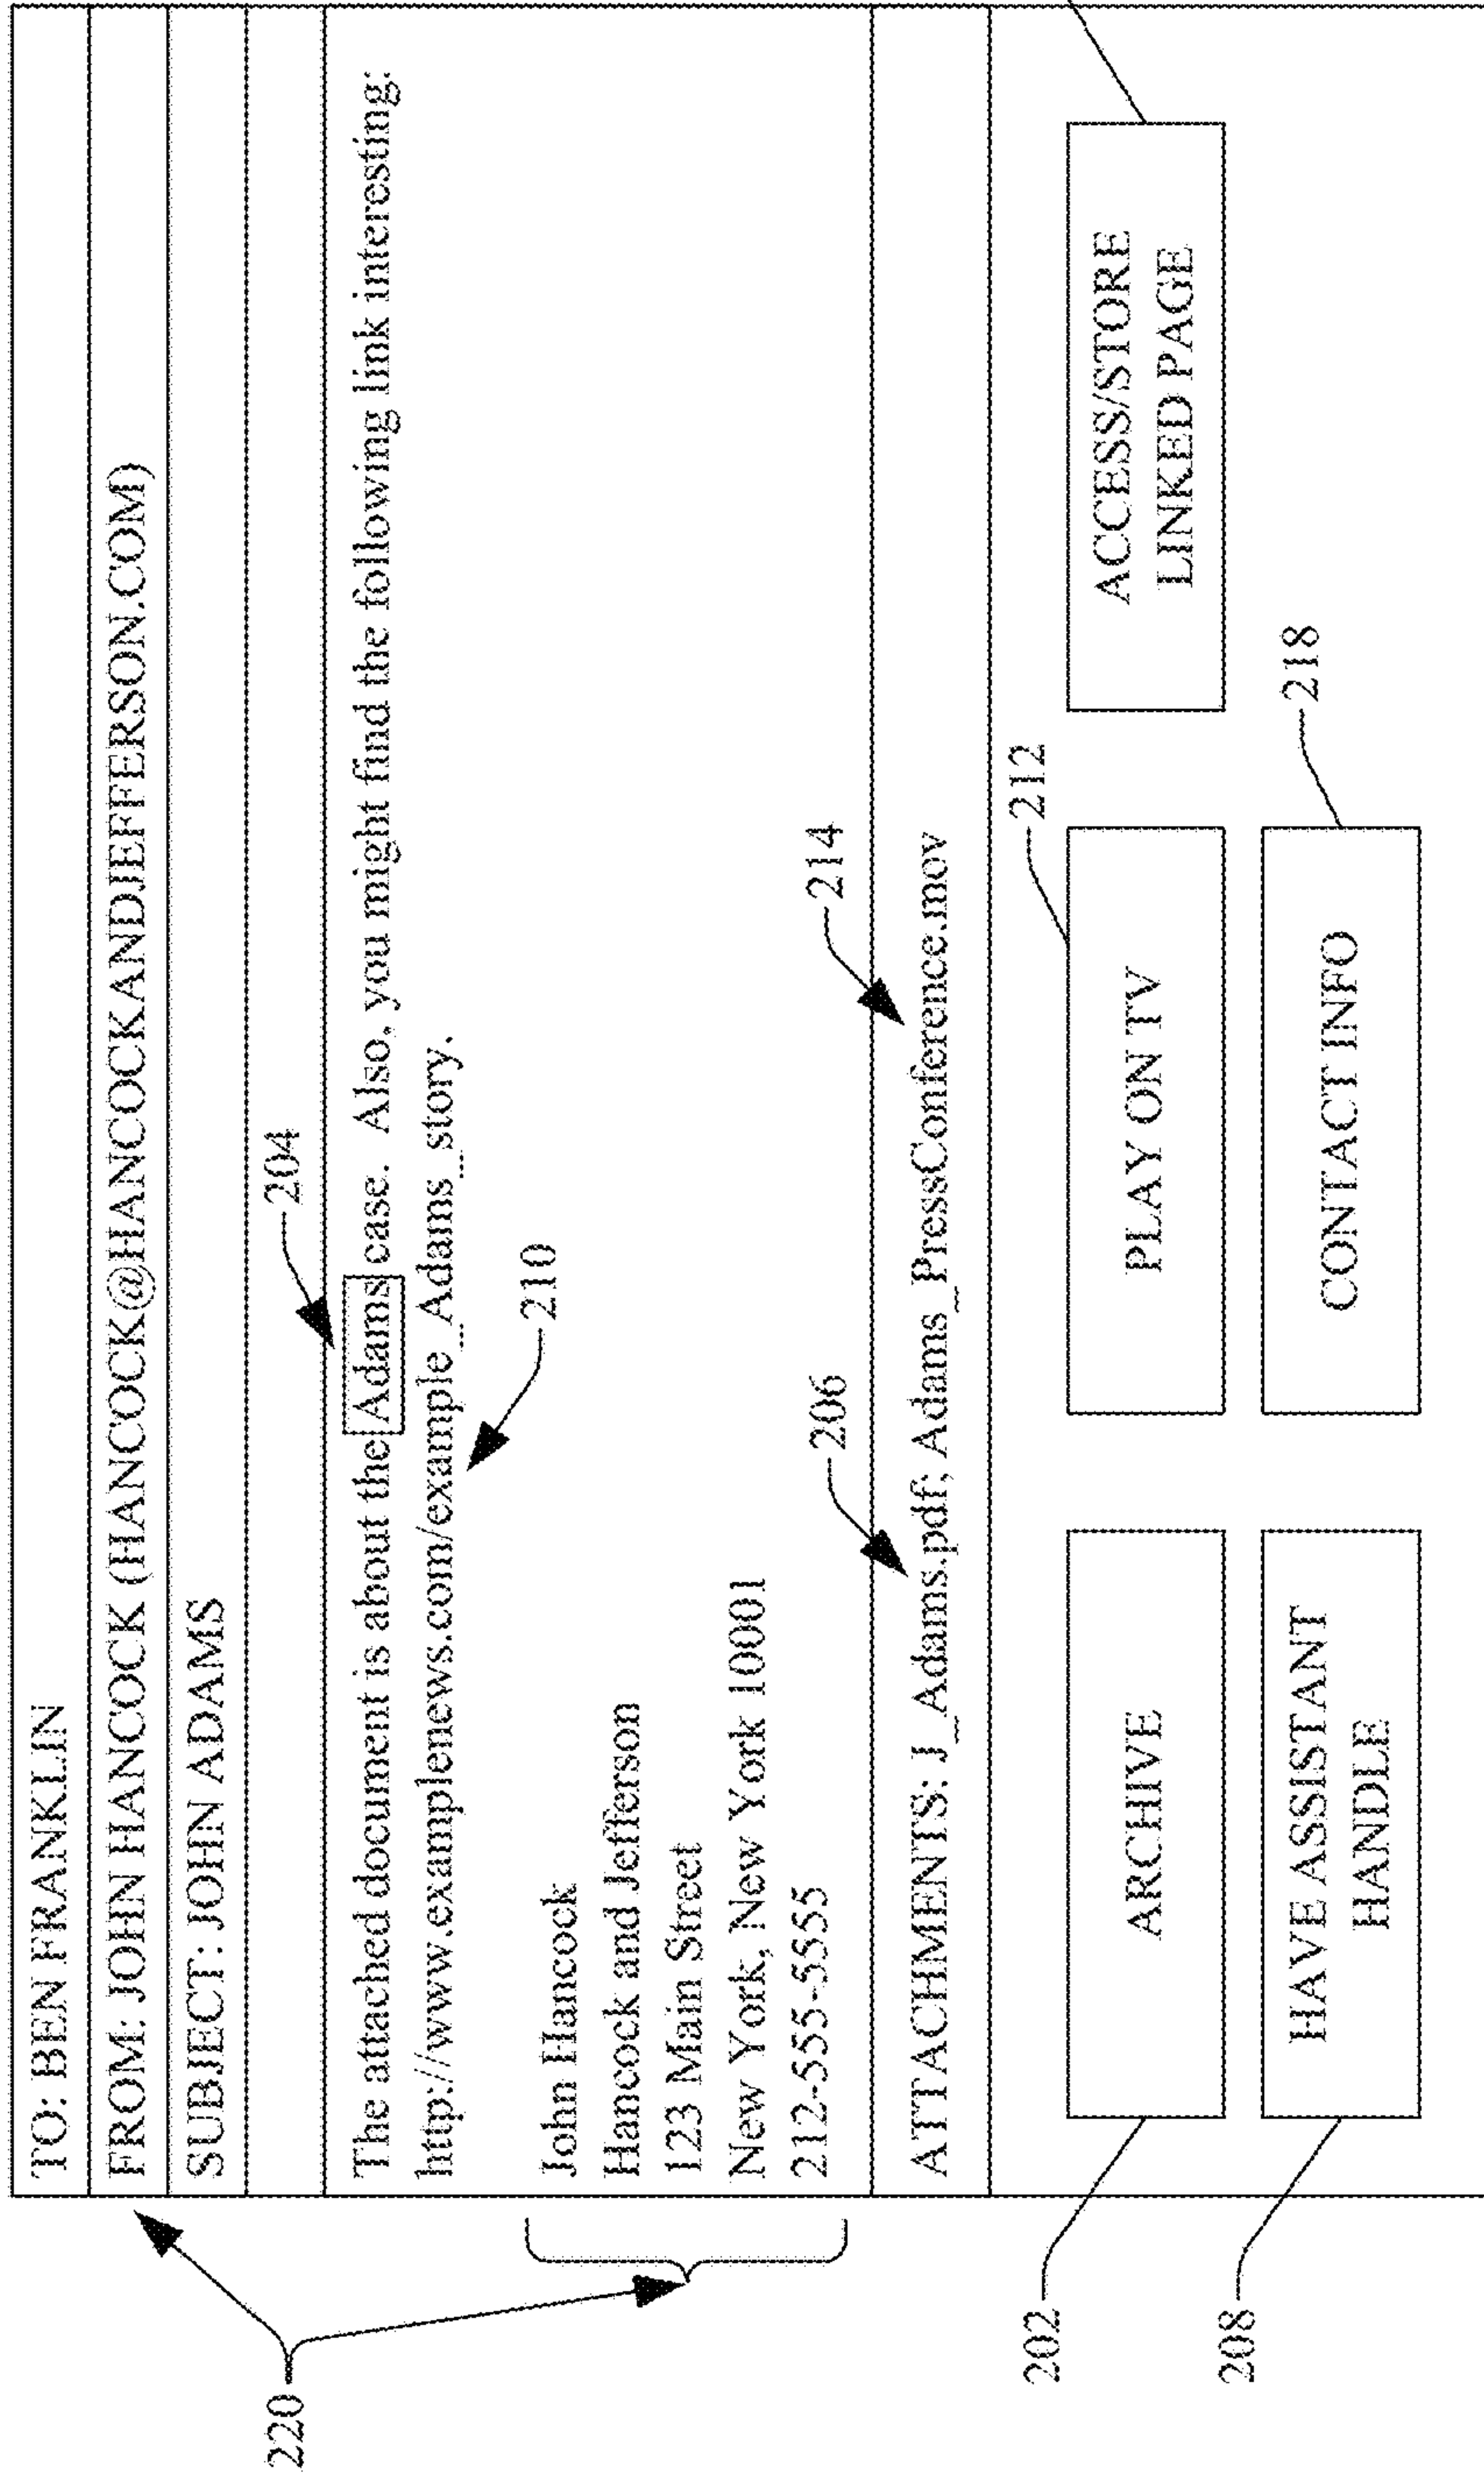 TO: BEN FRANKLIN
FROM: JOHN HANCOCK (HANCOCK@HANCOCKANDJEFFERSON.COM)
SUBJECT: JOHN ADAMS
220
204
The attached document is about the Adams case. Also, you might find the following link interesting:
http://www.examplenews.com/example_Adams_story.
210
John Hancock
Hancock and Jefferson
123 Main Street
New York, New York 10001
212-555-5555
206
214
ATTACHMENTS: J_Adams.pdf; Adams_PressConference.mov
212
202
ARCHIVE
PLAY ON TV
ACCESS/STORE
LINKED PAGE
218
208
HAVE ASSISTANT
HANDLE
CONTACT INFO